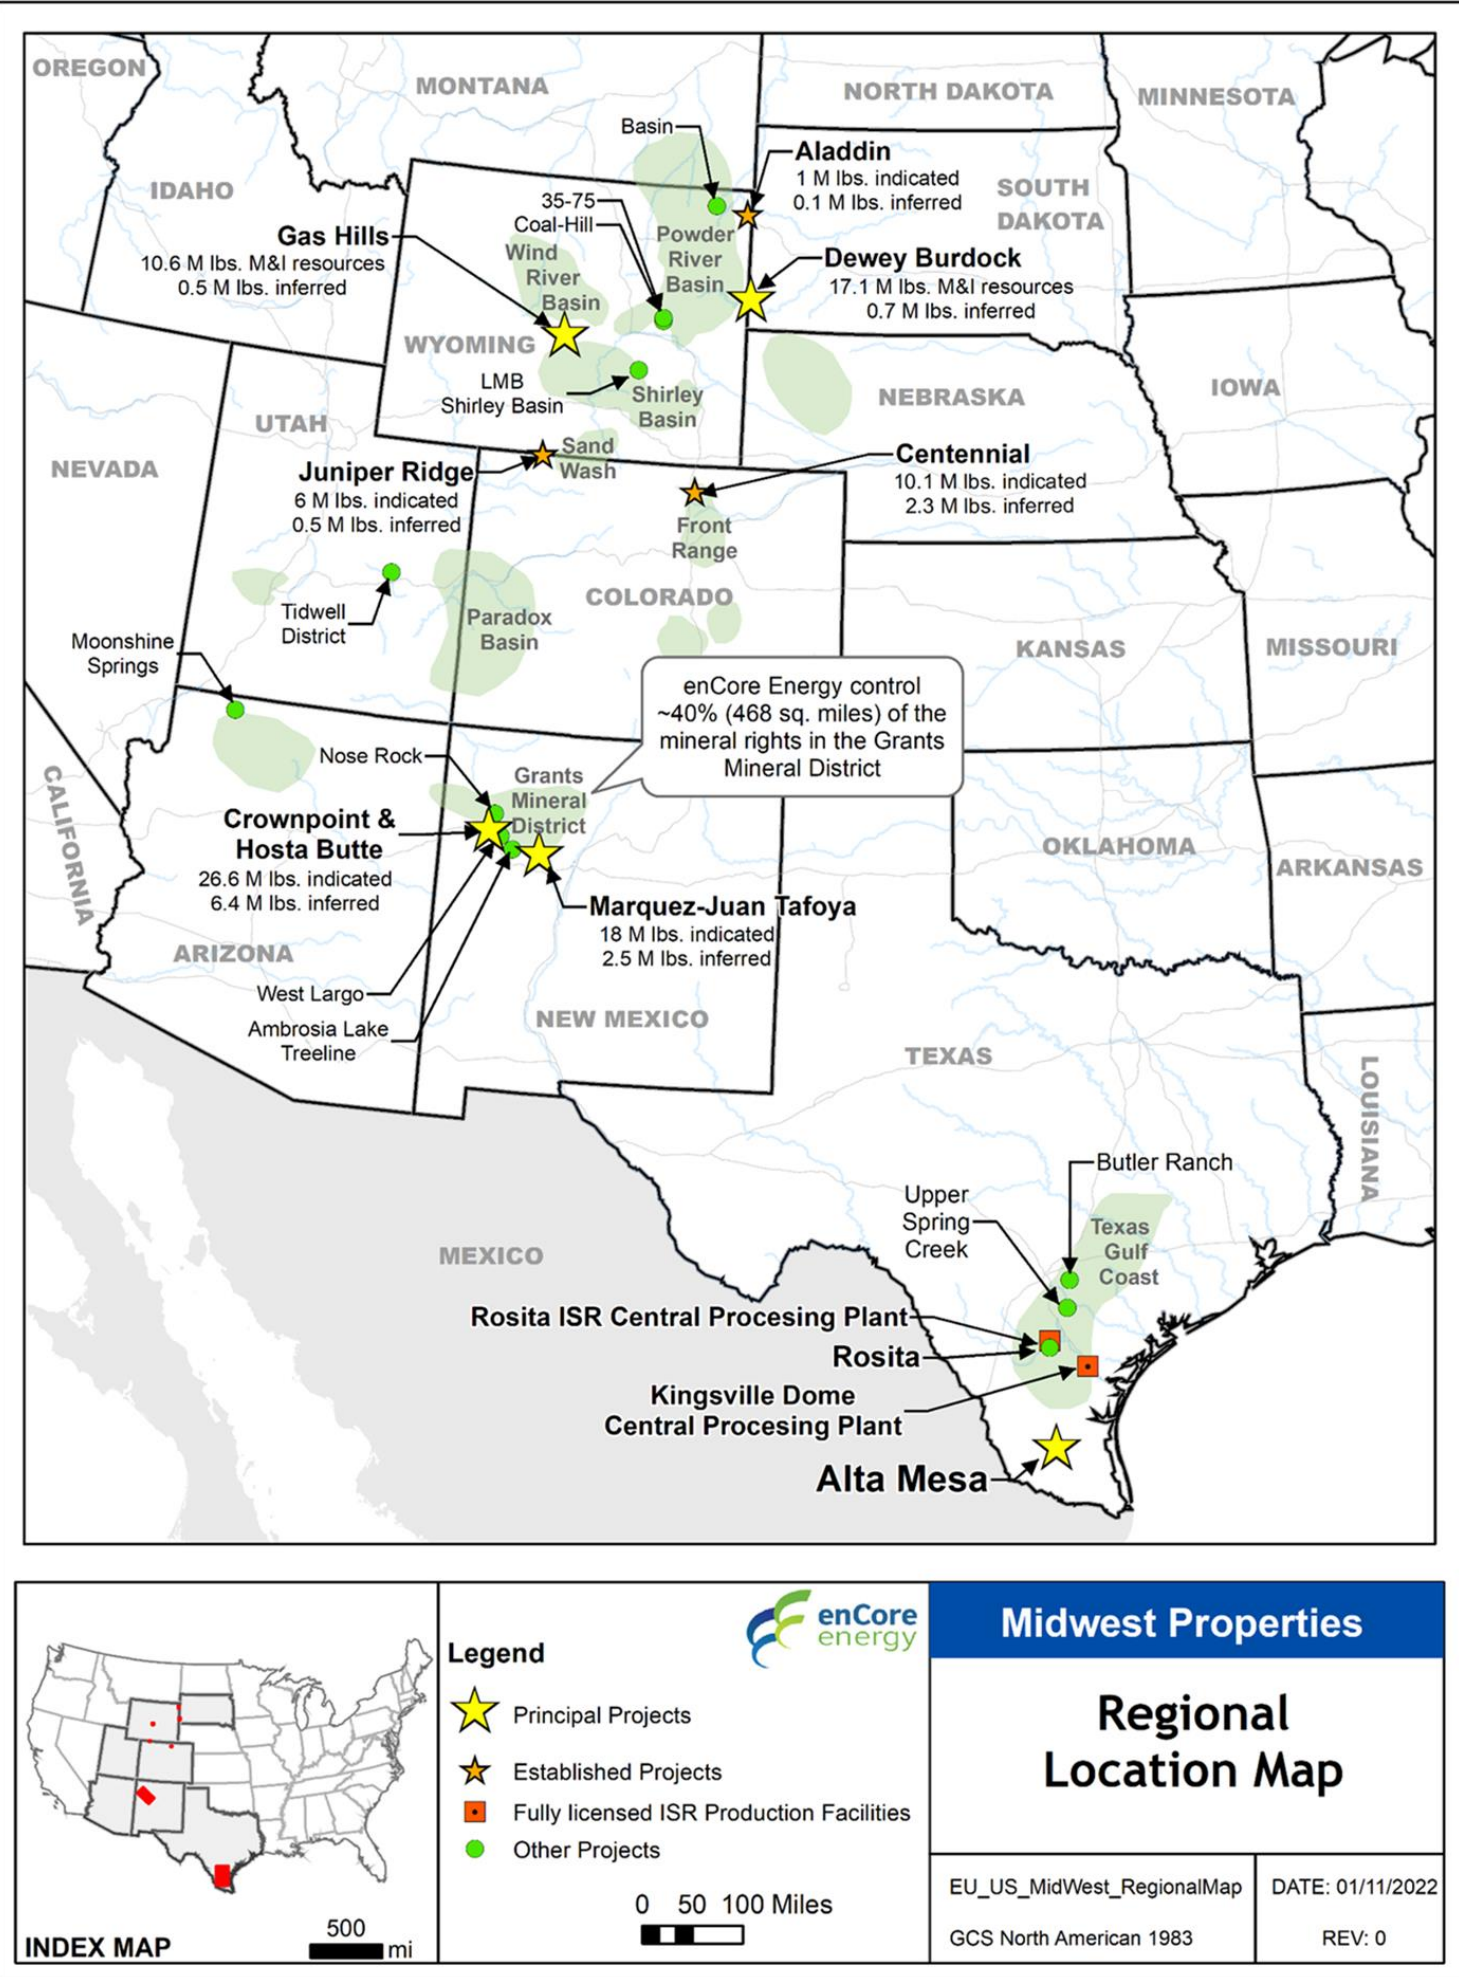 OREGON
MONTANA
NORTH DAKOTA
MINNESOTA
Basin
Aladdin
1 M lbs. indicated
0.1 M lbs. inferred
IDAHO
SOUTH
DAKOTA
35-75
Coal-Hill
Gas Hills
10.6 M lbs. M&I resources
0.5 M lbs. inferred
Wind
River
Basin
Powder
River
Basin
Dewey Burdock
17.1 M lbs. M&I resources
0.7 M lbs. inferred
WYOMING
LMB
Shirley Basin
Shirley
Basin
NEBRASKA
IOWA
UTAH
NEVADA
Sand
Wash
Juniper Ridge
6 M lbs. indicated
0.5 M lbs. inferred
Centennial
10.1 M lbs. indicated
2.3 M lbs. inferred
Front
Range
COLORADO
Tidwell
District
Paradox
Basin
Moonshine
Springs
KANSAS
MISSOURI
enCore Energy control
~40% (468 sq. miles) of the
mineral rights in the Grants
Mineral District
Nose Rock
Grants
Mineral
District
CALIFORNIA
Crownpoint &
Hosta Butte
26.6 M lbs. indicated
6.4 M lbs. inferred
OKLAHOMA
ARKANSAS
Marquez-Juan Tafoya
18 M lbs. indicated
2.5 M lbs. inferred
ARIZONA
West Largo
Ambrosia Lake
Treeline
NEW MEXICO
TEXAS
LOUISIANA
Butler Ranch
Upper
Spring
Creek
Texas
Gulf
Coast
MEXICO
Rosita ISR Central Procesing Plant
Rosita
Kingsville Dome
Central Procesing Plant
Alta Mesa
INDEX MAP
500
mi
Legend
enCore
energy
Principal Projects
Established Projects
Fully licensed ISR Production Facilities
Other Projects
0 50 100 Miles
Midwest Properties
Regional
Location Map
EU_US_MidWest_RegionalMap
DATE: 01/11/2022
GCS North American 1983
REV: 0